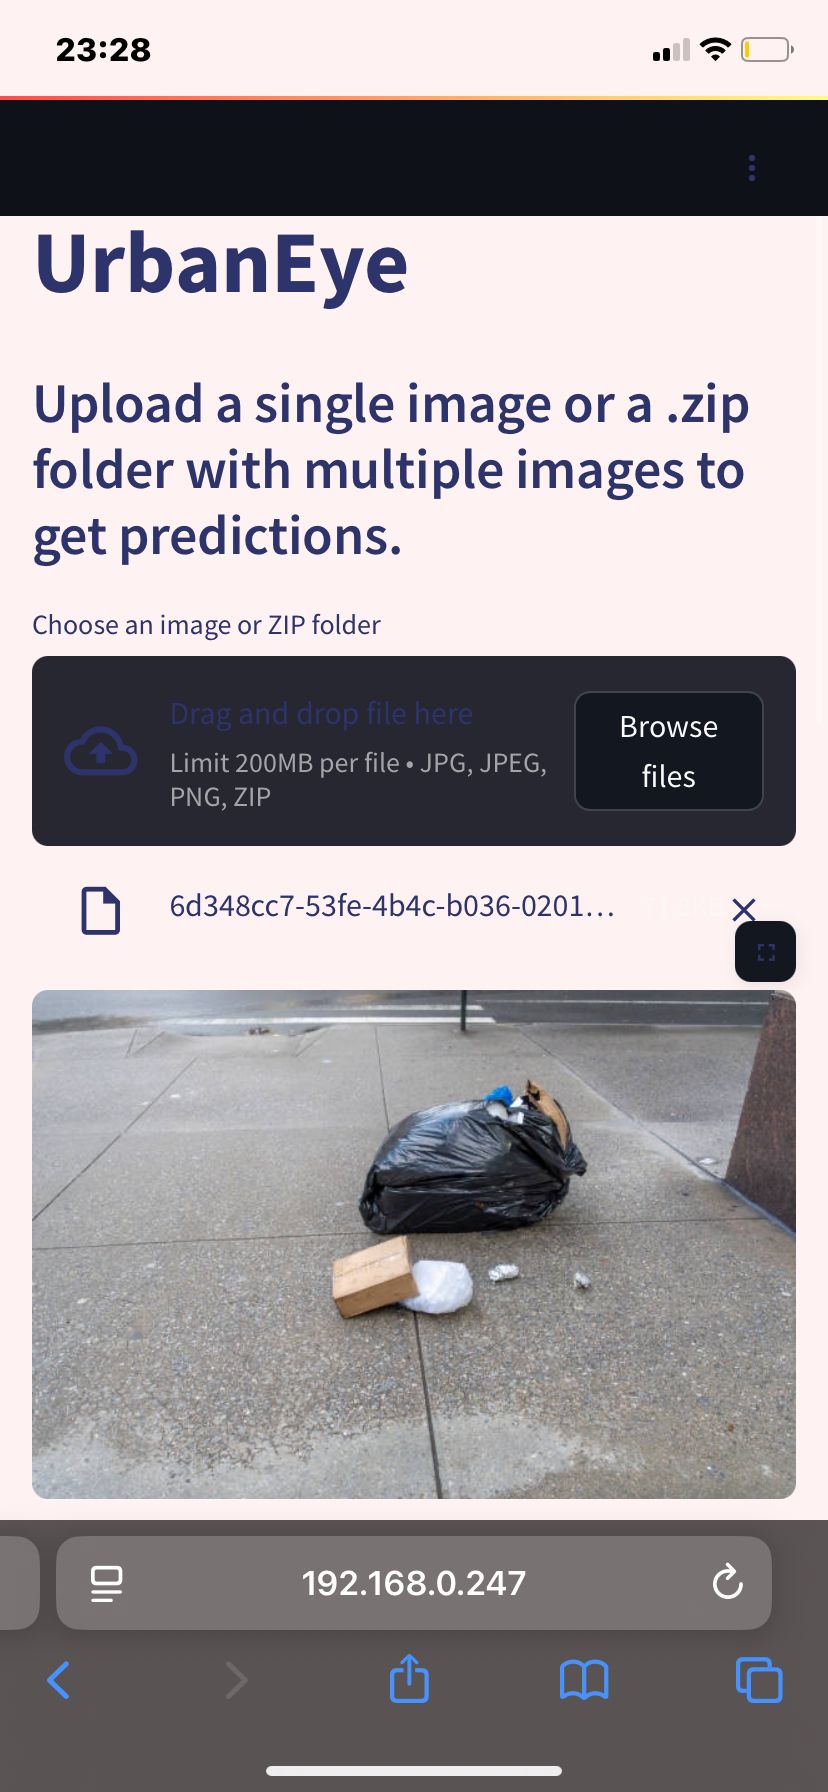 23:28
UrbanEye
Upload a single image or a .zip
folder with multiple images to
get predictions.
Choose an image or ZIP folder
Drag and drop file here
Limit 200MB per file • JPG, JPEG,
PNG, ZIP
Browse
files
6d348cc7-53fe-4b4c-b036-0201...
192.168.0.247